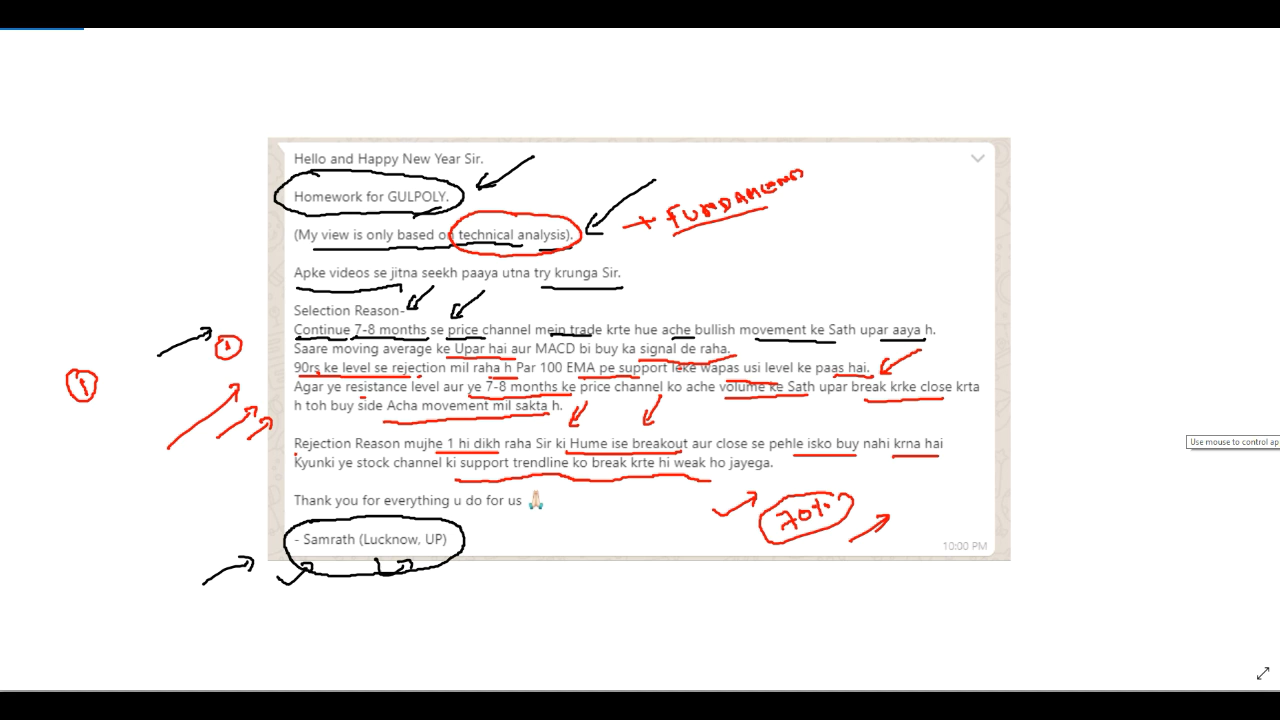 Hello and Happy New Year Sir.
Homework for GULPOLY.
(My view is only based on technical analysis).
+ FUNDAMENTAL
Apke videos se jitna seekh paaya utna try krunga Sir.
Selection Reason-
Continue 7-8 months se price channel mein trade krte hue ache bullish movement ke Sath upar aaya h.
Saare moving average ke Upar hai aur MACD bi buy ka signal de raha.
90rs ke level se rejection mil raha h Par 100 EMA pe support leke wapas usi level ke paas hai.
Agar ye resistance level aur ye 7-8 months ke price channel ko ache volume ke Sath upar break krke close krta
h toh buy side Acha movement mil sakta h.
Rejection Reason mujhe 1 hi dikh raha Sir ki Hume ise breakout aur close se pehle isko buy nahi krna hai
Kyunki ye stock channel ki support trendline ko break krte hi weak ho jayega.
Thank you for everything u do for us 🙏🏻
70%
- Samrath (Lucknow, UP)
10:00 PM
Use mouse to control ap